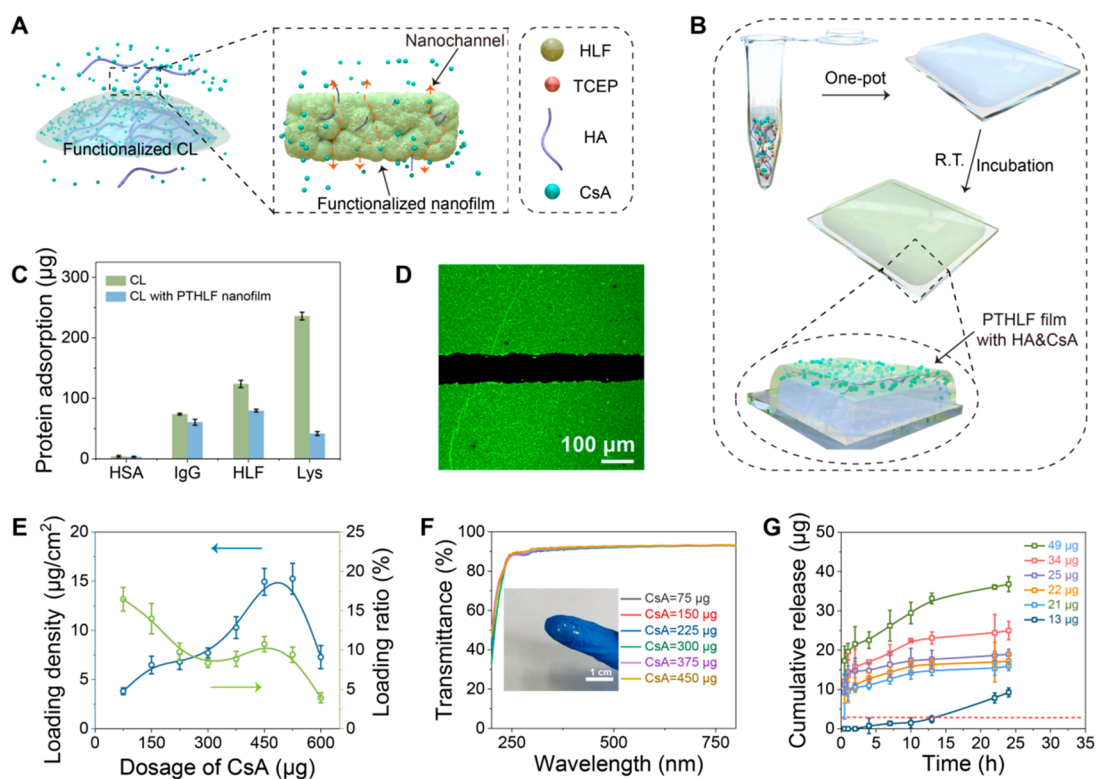 A
Functionalized CL
Nanochannel
Functionalized nanofilm
HLF
TCEP
HA
CsA
B
One-pot
R.T.
Incubation
PTHLF film
with HA&CsA
C
Protein adsorption (μg)
300
200
100
0
CL
CL with PTHLF nanofilm
HSA
IgG
HLF
Lys
D
100 μm
E
Loading density (μg/cm²)
20
15
10
5
0
25
20
15
10
5
0
Loading ratio (%)
0
150
300
450
600
Dosage of CsA (μg)
F
Transmittance (%)
100
80
60
40
20
0
CsA=75 μg
CsA=150 μg
CsA=225 μg
CsA=300 μg
CsA=375 μg
CsA=450 μg
1 cm
250
500
750
Wavelength (nm)
G
Cumulative release (μg)
50
40
30
20
10
0
49 μg
34 μg
25 μg
22 μg
21 μg
13 μg
0
5
10
15
20
25
30
35
Time (h)